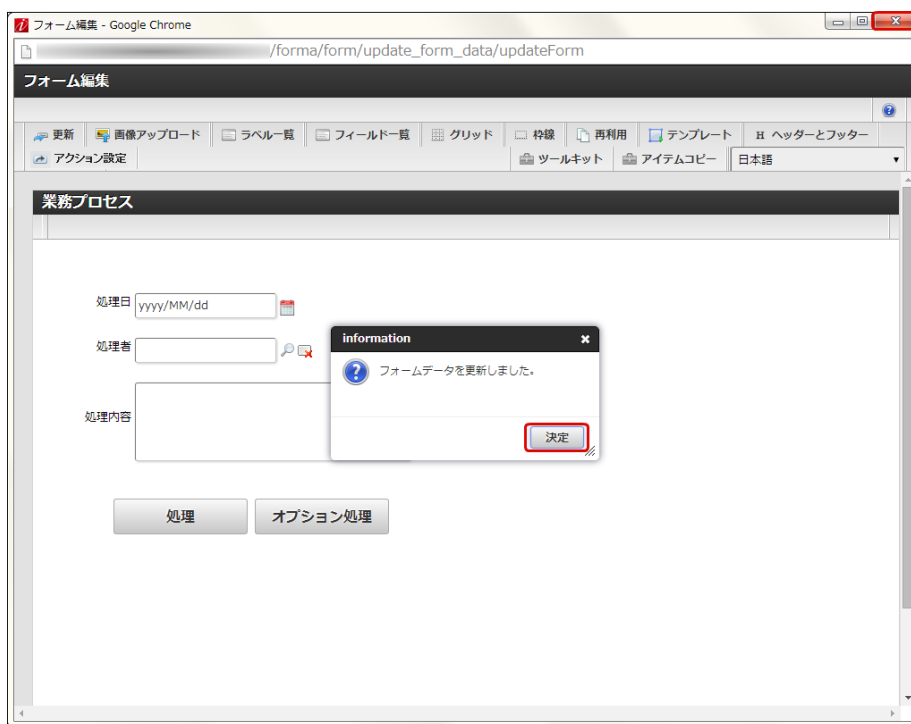 フォーム編集 - Google Chrome
/forma/form/update_form_data/updateForm
フォーム編集
更新 画像アップロード ラベル一覧 フィールド一覧 グリッド 枠線 再利用 テンプレート H ヘッダーとフッター
アクション設定 ツールキット アイテムコピー 日本語
業務プロセス
処理日 yyyy/MM/dd
処理者
information
フォームデータを更新しました。
処理内容
決定
処理 オプション処理